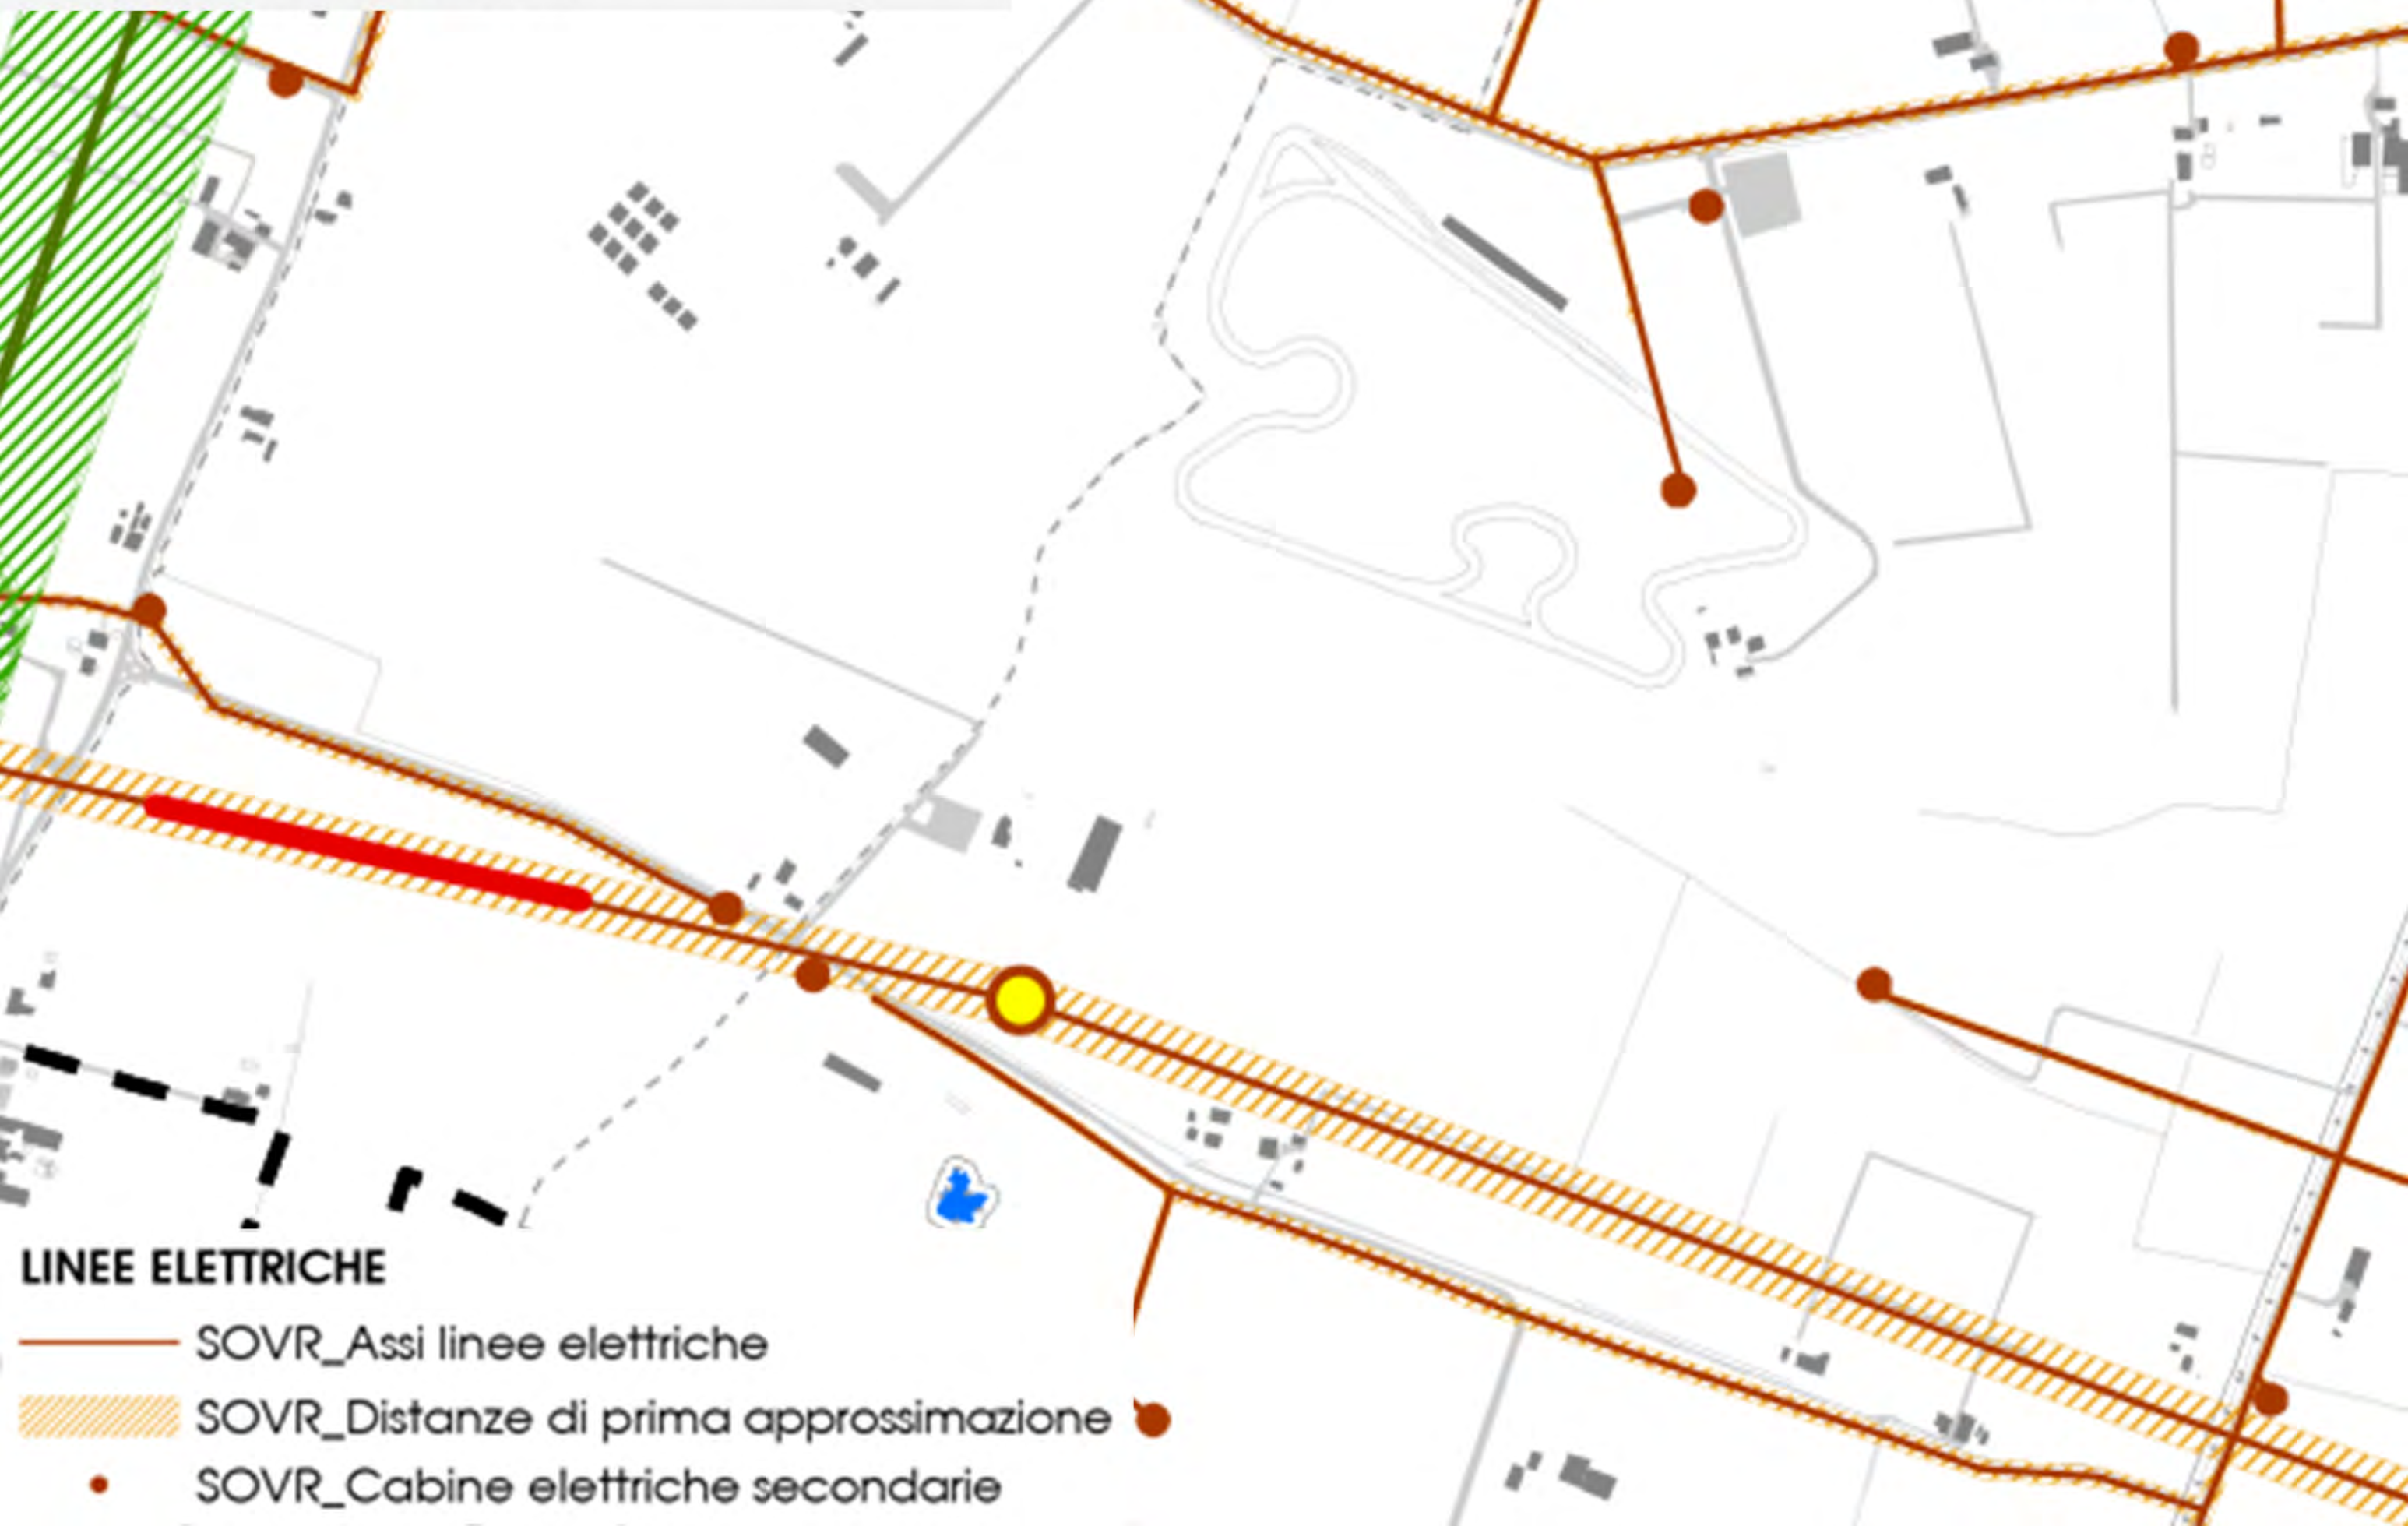 LINEE ELETTRICHE
SOVR_Assi linee elettriche
SOVR_Distanze di prima approssimazione
SOVR_Cabine elettriche secondarie